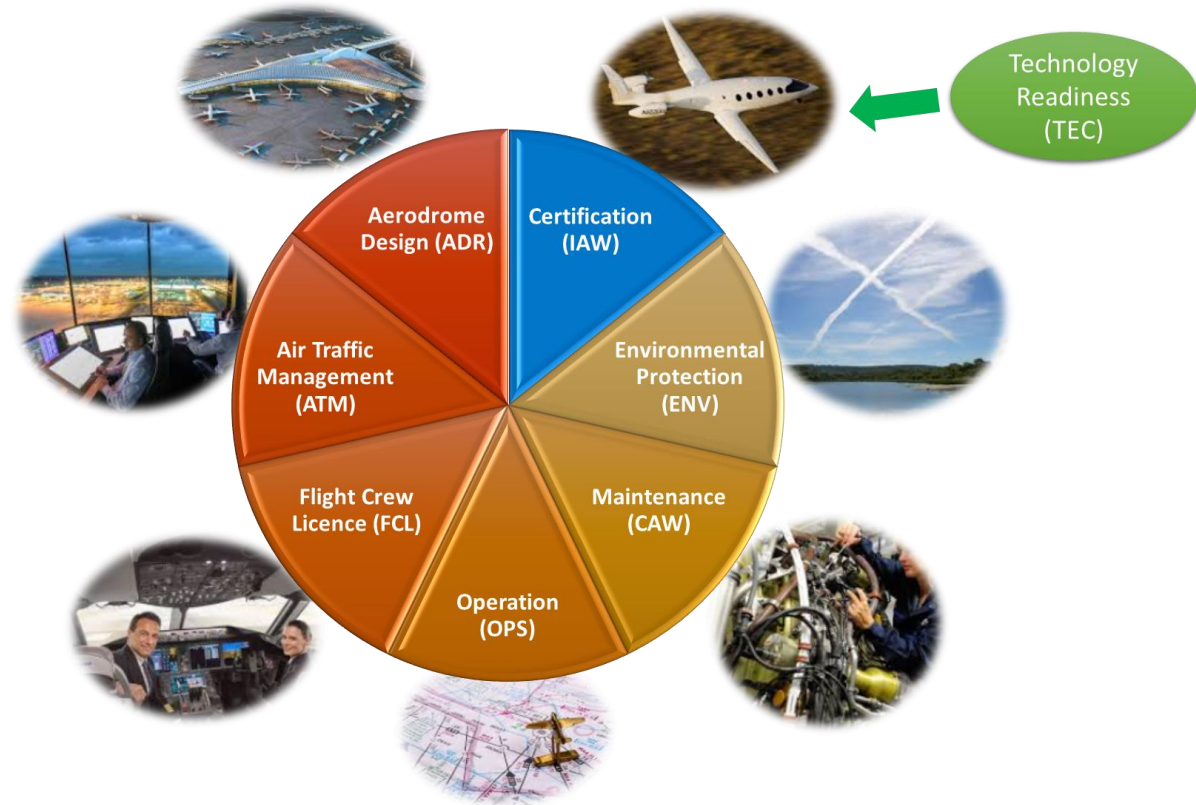 Technology
Readiness
(TEC)
Aerodrome
Design (ADR)
Certification
(IAW)
Air Traffic
Management
(ATM)
Environmental
Protection
(ENV)
Flight Crew
Licence (FCL)
Maintenance
(CAW)
Operation
(OPS)